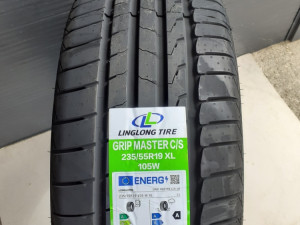 LINGLONG TIRE
GRIP MASTER C/S
235/55R19 XL
105W
ENERG
A